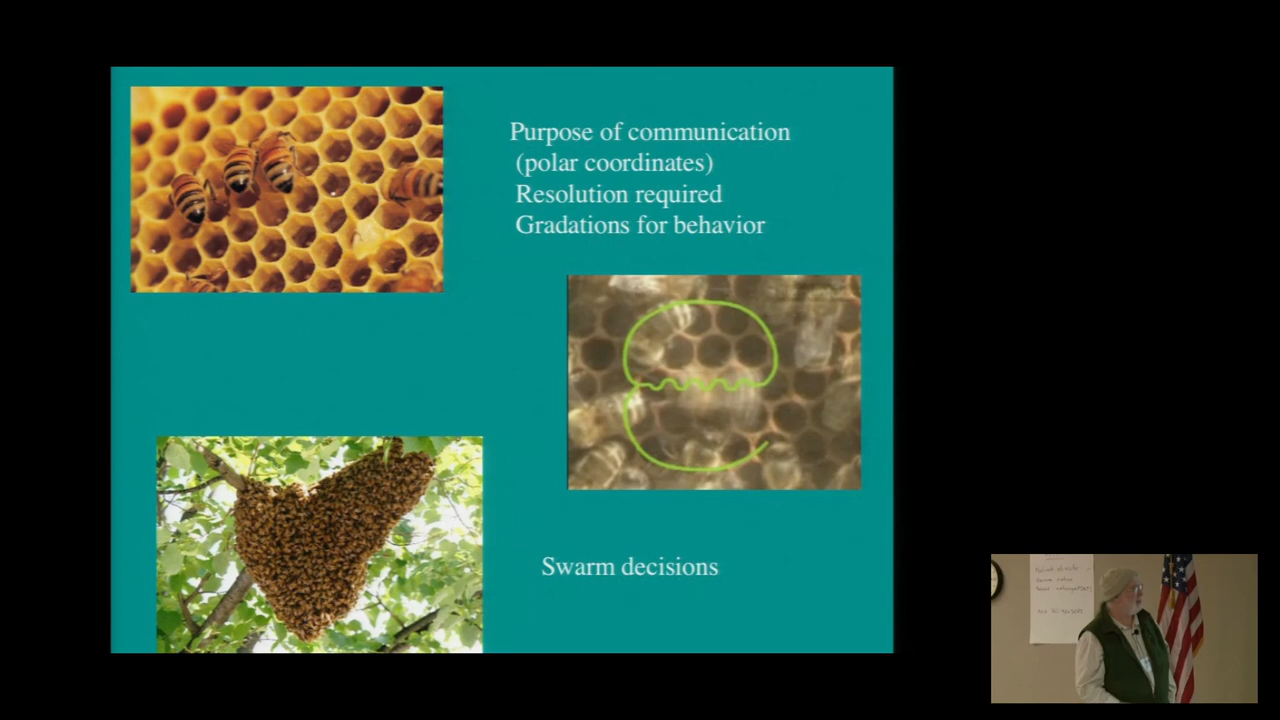 Purpose of communication
(polar coordinates)
Resolution required
Gradations for behavior
Swarm decisions